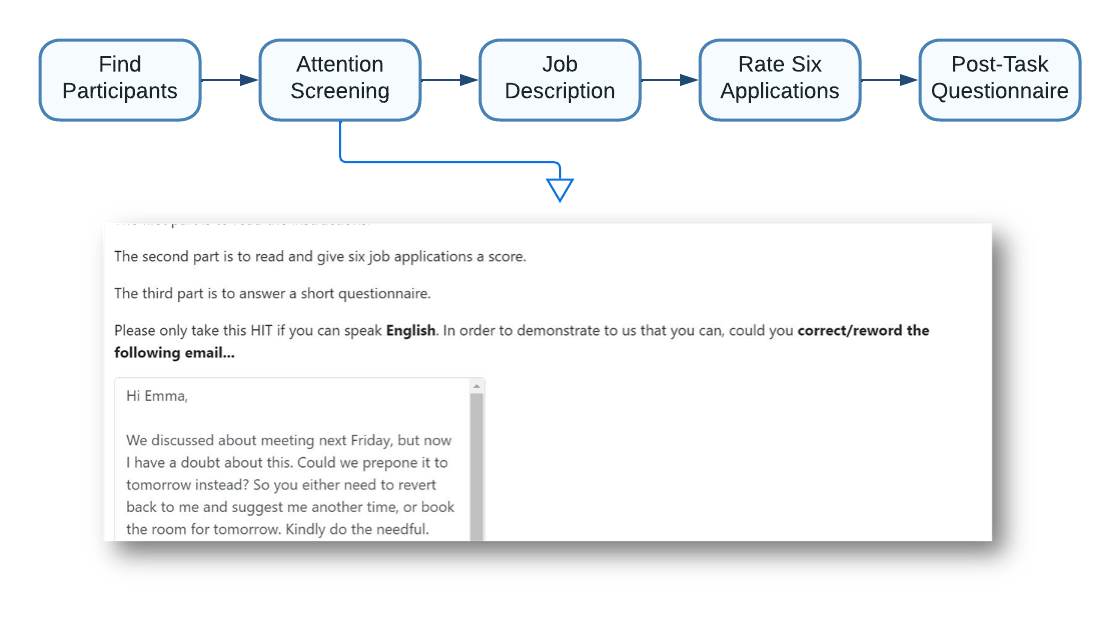 Find
Participants
Attention
Screening
Job
Description
Rate Six
Applications
Post-Task
Questionnaire
The second part is to read and give six job applications a score.
The third part is to answer a short questionnaire.
Please only take this HIT if you can speak English. In order to demonstrate to us that you can, could you correct/reword the
following email...
Hi Emma,
We discussed about meeting next Friday, but now
I have a doubt about this. Could we prepone it to
tomorrow instead? So you either need to revert
back to me and suggest me another time, or book
the room for tomorrow. Kindly do the needful.